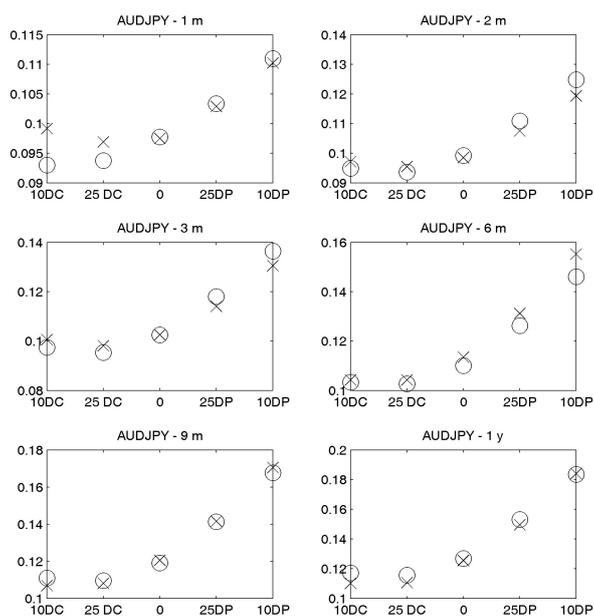 AUDJPY - 1 m
0.115
0.11
0.105
0.1
0.095
0.09
10DC 25 DC 0 25DP 10DP
AUDJPY - 2 m
0.14
0.13
0.12
0.11
0.1
0.09
10DC 25 DC 0 25DP 10DP
AUDJPY - 3 m
0.14
0.12
0.1
0.08
10DC 25 DC 0 25DP 10DP
AUDJPY - 6 m
0.16
0.14
0.12
0.1
10DC 25 DC 0 25DP 10DP
AUDJPY - 9 m
0.18
0.16
0.14
0.12
0.1
10DC 25 DC 0 25DP 10DP
AUDJPY - 1 y
0.2
0.18
0.16
0.14
0.12
0.1
10DC 25 DC 0 25DP 10DP